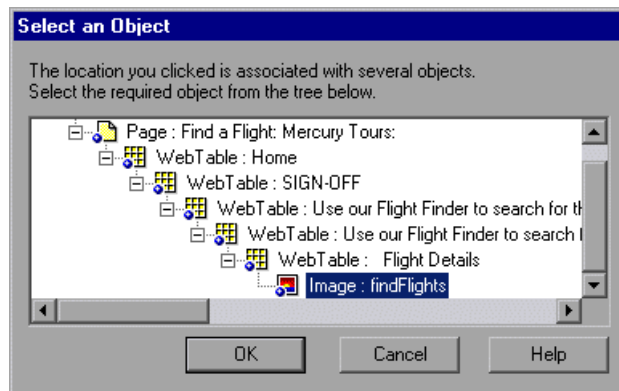 Select an Object
The location you clicked is associated with several objects.
Select the required object from the tree below.
Page : Find a Flight: Mercury Tours:
WebTable : Home
WebTable : SIGN-OFF
WebTable : Use our Flight Finder to search for
WebTable : Use our Flight Finder to search
WebTable : Flight Details
Image : findFlights
OK Cancel Help